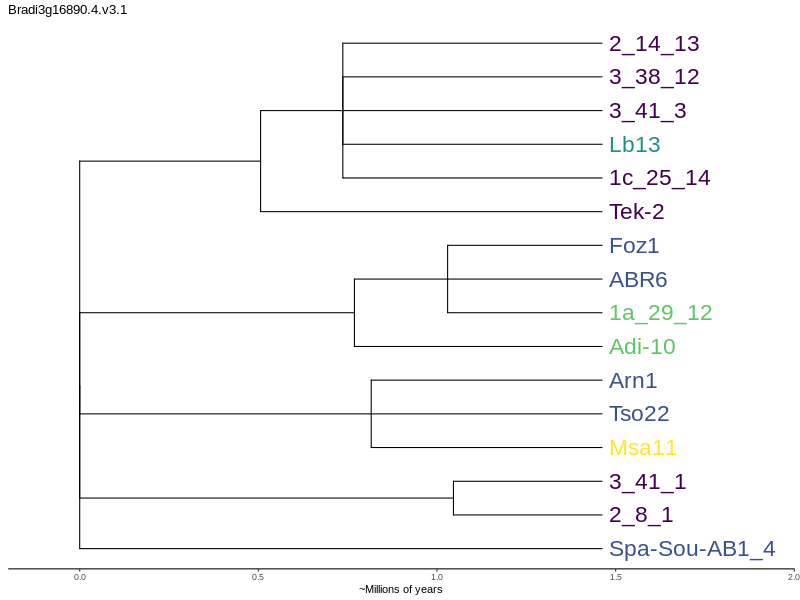 Bradi3g16890.4.v3.1
2_14_13
3_38_12
3_41_3
Lb13
1c_25_14
Tek-2
Foz1
ABR6
1a_29_12
Adi-10
Arn1
Tso22
Msa11
3_41_1
2_8_1
Spa-Sou-AB1_4
0.0 0.5 1.0 1.5 2.0
~Millions of years